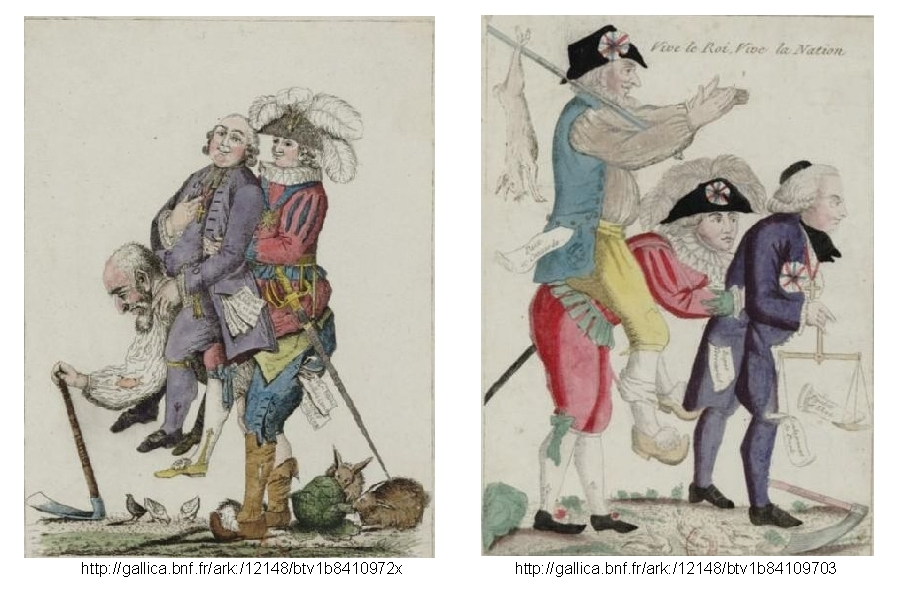 Vive le Roi, Vive la Nation
http://gallica.bnf.fr/ark:/12148/btv1b8410972x
http://gallica.bnf.fr/ark:/12148/btv1b84109703